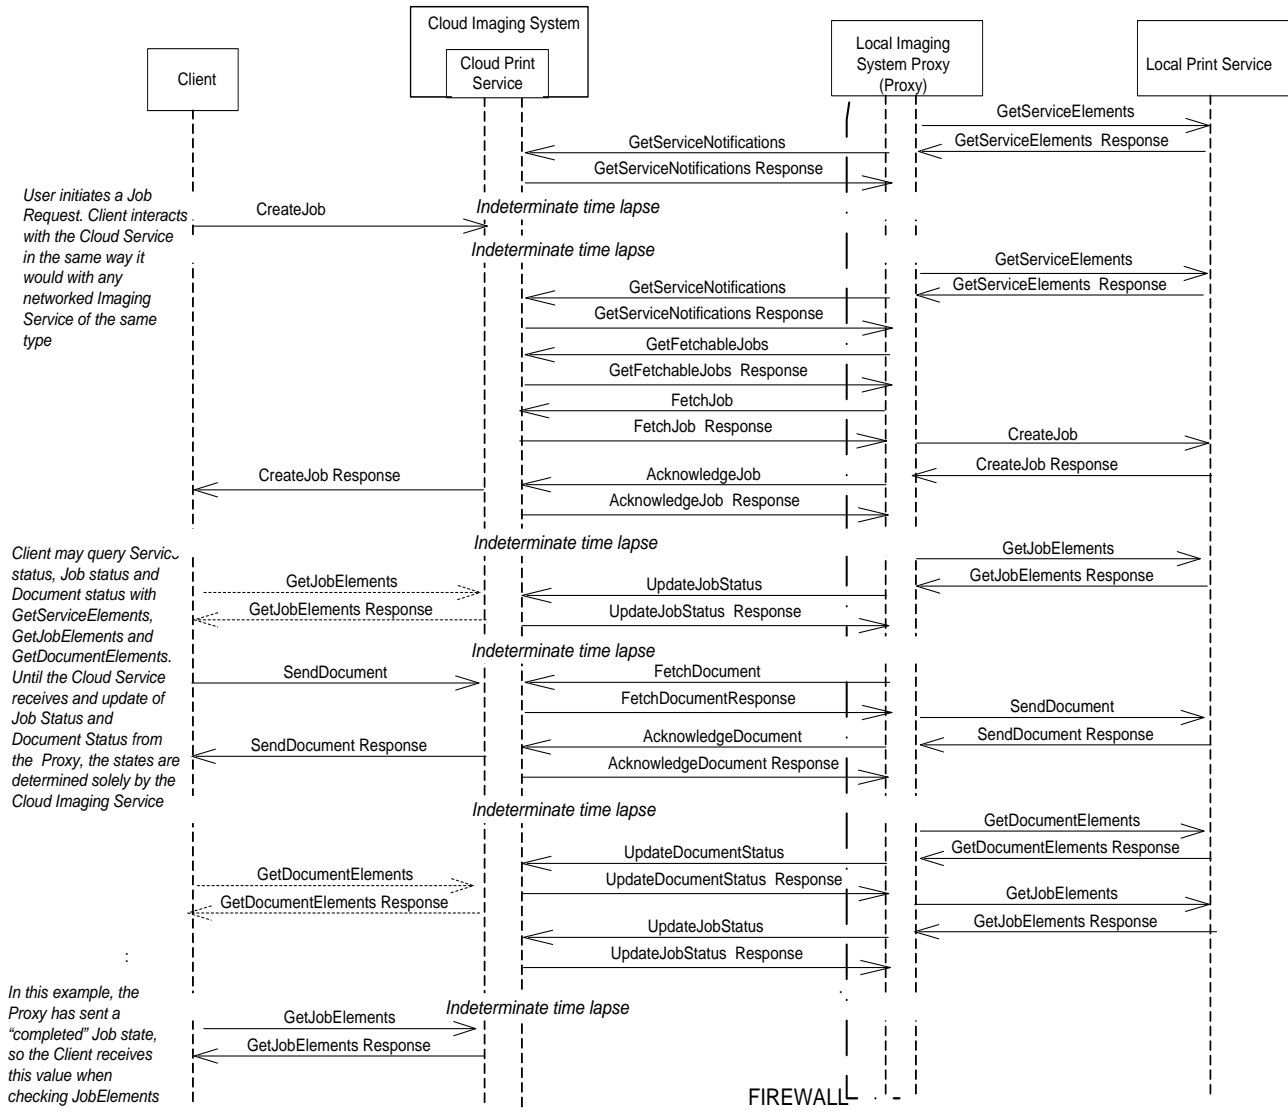 Cloud Imaging System
Cloud Print
Service
Client
Local Imaging
System Proxy
(Proxy)
Local Print Service
GetServiceElements
GetServiceNotifications
GetServiceElements Response
GetServiceNotifications Response
User initiates a Job
Request. Client interacts
with the Cloud Service
in the same way it
would with any
networked Imaging
Service of the same
type
CreateJob
Indeterminate time lapse
Indeterminate time lapse
GetServiceElements
GetServiceNotifications
GetServiceElements Response
GetServiceNotifications Response
GetFetchableJobs
GetFetchableJobs Response
FetchJob
FetchJob Response
CreateJob
CreateJob Response
CreateJob Response
AcknowledgeJob
AcknowledgeJob Response
Indeterminate time lapse
Client may query Service
status, Job status and
Document status with
GetServiceElements,
GetJobElements and
GetDocumentElements.
Until the Cloud Service
receives and update of
Job Status and
Document Status from
the Proxy, the states are
determined solely by the
Cloud Imaging Service
GetJobElements
GetJobElements
UpdateJobStatus
GetJobElements Response
GetJobElements Response
UpdateJobStatus Response
Indeterminate time lapse
SendDocument
FetchDocument
FetchDocumentResponse
SendDocument
SendDocument Response
AcknowledgeDocument
SendDocument Response
AcknowledgeDocument Response
Indeterminate time lapse
GetDocumentElements
UpdateDocumentStatus
GetDocumentElements Response
GetDocumentElements
UpdateDocumentStatus Response
GetJobElements
GetDocumentElements Response
UpdateJobStatus
GetJobElements Response
UpdateJobStatus Response
:
In this example, the
Proxy has sent a
“completed” Job state,
so the Client receives
this value when
checking JobElements
Indeterminate time lapse
GetJobElements
GetJobElements Response
FIREWALL